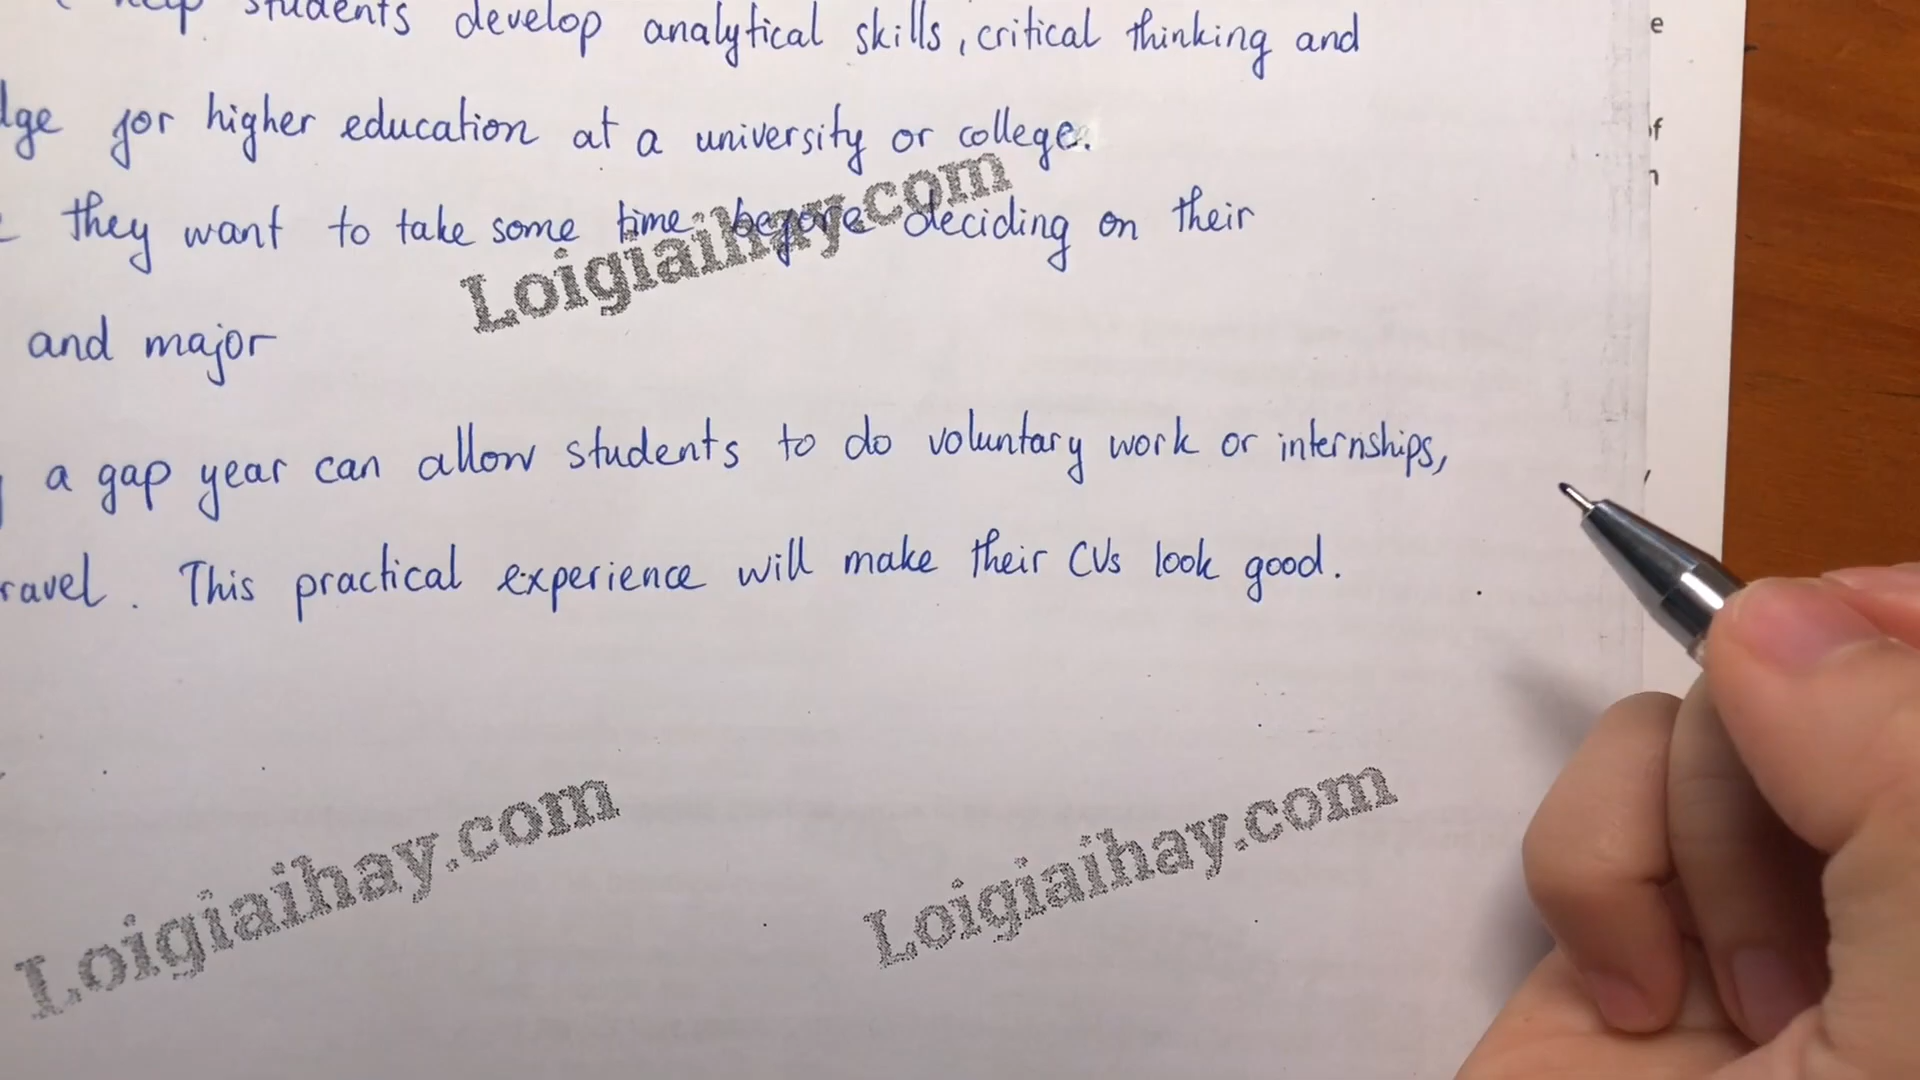 help students develop analytical skills, critical thinking and
for higher education at a university or college.
they want to take some time before deciding on their
and major
a gap year can allow students to do voluntary work or internships,
ravel. This practical experience will make their CVs look good.
Loigiaihay.com
Loigiaihay.com
Loigiaihay.com